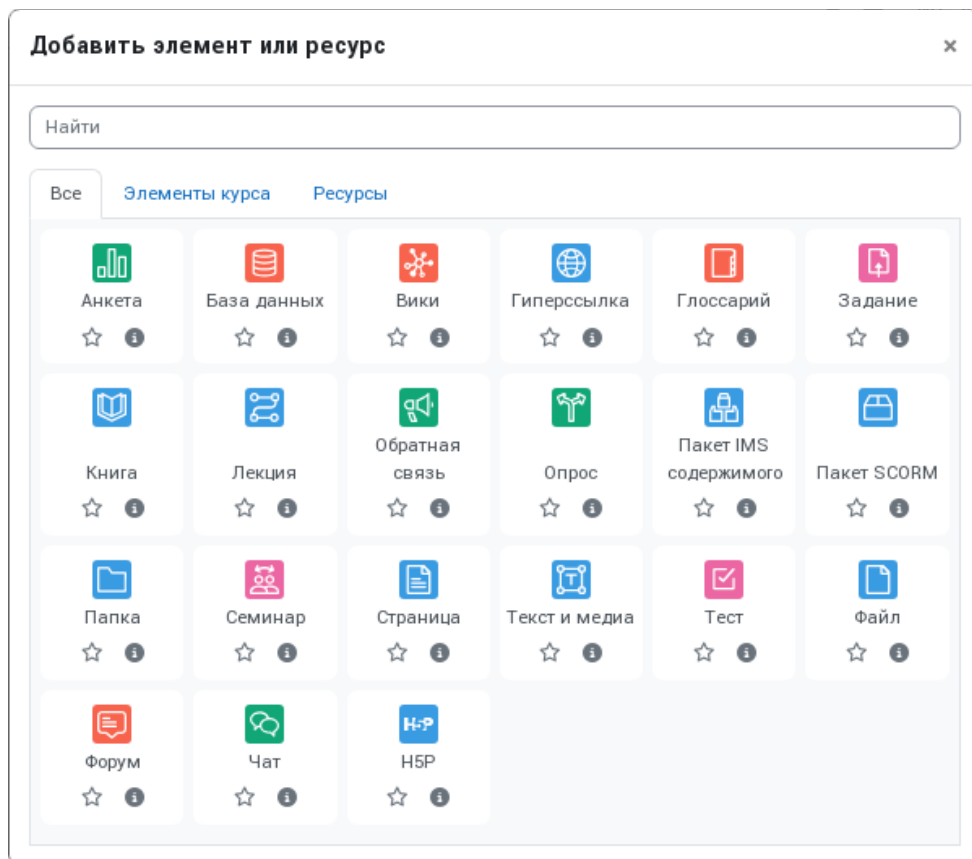 Добавить элемент или ресурс ×
Найти
Все Элементы курса Ресурсы
Анкета База данных Вики Гиперссылка Глоссарий Задание
Обратная Пакет IMS
Книга Лекция связь Опрос содержимого Пакет SCORM
Папка Семинар Страница Текст и медиа Тест Файл
H5P
Форум Чат H5P